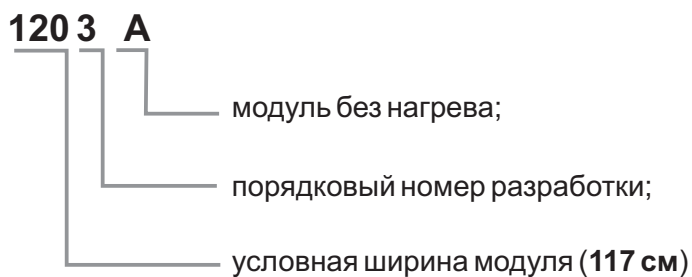 120 3 А
модуль без нагрева;
порядковый номер разработки;
условная ширина модуля (117 см)